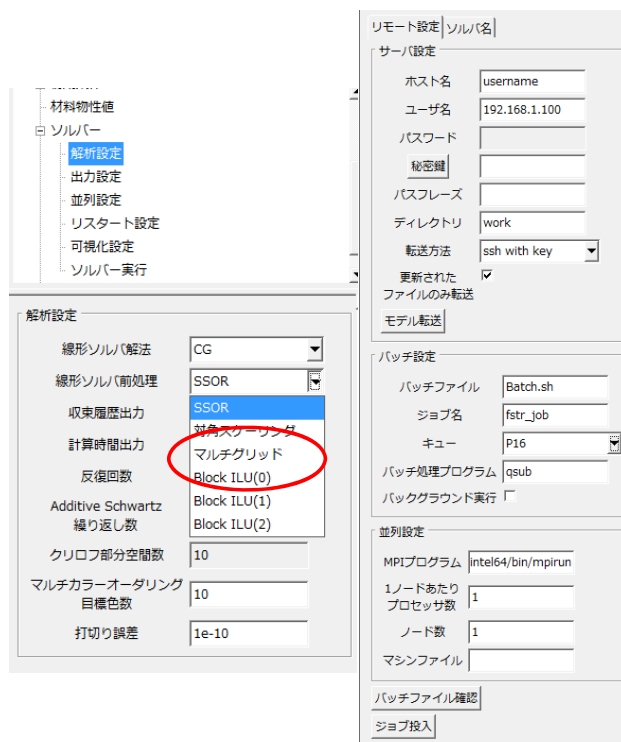 材料物性値
ソルバー
解析設定
出力設定
並列設定
リスタート設定
可視化設定
ソルバー実行
解析設定
線形ソルバ解法 CG
線形ソルバ前処理 SSOR
収束履歴出力 SSOR
対角スケーリング
計算時間出力 マルチグリッド
反復回数 Block ILU(0)
Additive Schwartz Block ILU(1)
繰り返し数 Block ILU(2)
クリロフ部分空間数 10
マルチカラーオーダリング
目標色数 10
打切り誤差 1e-10
リモート設定 ソルバ名
サーバ設定
ホスト名 username
ユーザ名 192.168.1.100
パスワード
秘密鍵
パスフレーズ
ディレクトリ work
転送方法 ssh with key
更新された
ファイルのみ転送
モデル転送
バッチ設定
バッチファイル Batch.sh
ジョブ名 fstr_job
キュー P16
バッチ処理プログラム qsub
バックグラウンド実行
並列設定
MPIプログラム intel64/bin/mpirun
1ノードあたり
プロセッサ数 1
ノード数 1
マシンファイル
バッチファイル確認
ジョブ投入